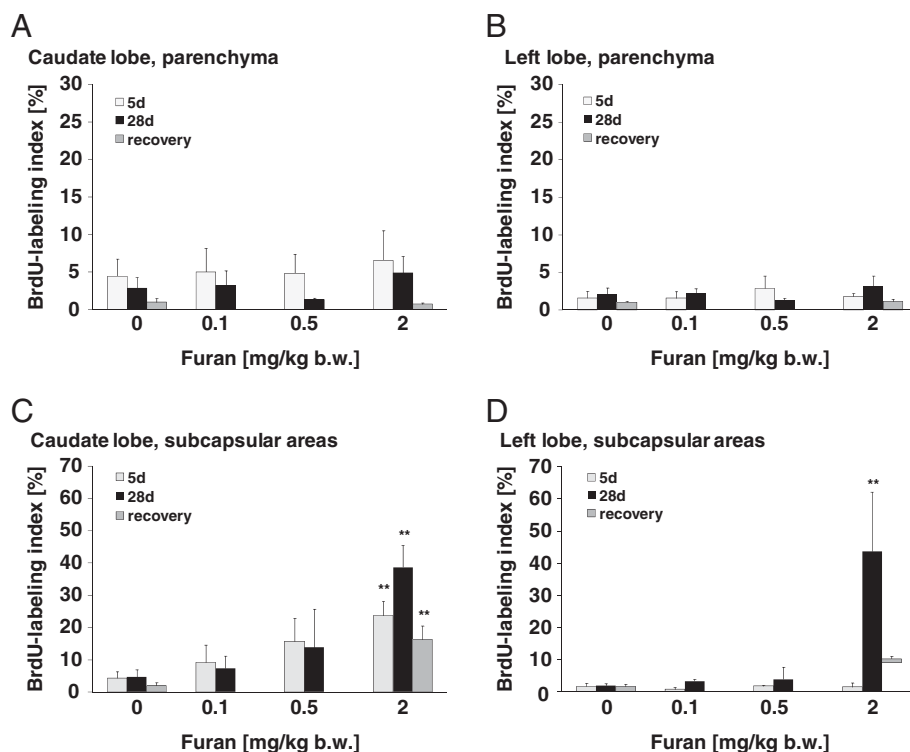 A
Caudate lobe, parenchyma
BrdU-labeling index [%]
30
25
20
15
10
5
0
5d
28d
recovery
0 0.1 0.5 2
Furan [mg/kg b.w.]
B
Left lobe, parenchyma
BrdU-labeling index [%]
30
25
20
15
10
5
0
5d
28d
recovery
0 0.1 0.5 2
Furan [mg/kg b.w.]
C
Caudate lobe, subcapsular areas
BrdU-labeling index [%]
70
60
50
40
30
20
10
0
5d
28d
recovery
**
**
**
0 0.1 0.5 2
Furan [mg/kg b.w.]
D
Left lobe, subcapsular areas
BrdU-labeling index [%]
70
60
50
40
30
20
10
0
5d
28d
recovery
**
0 0.1 0.5 2
Furan [mg/kg b.w.]